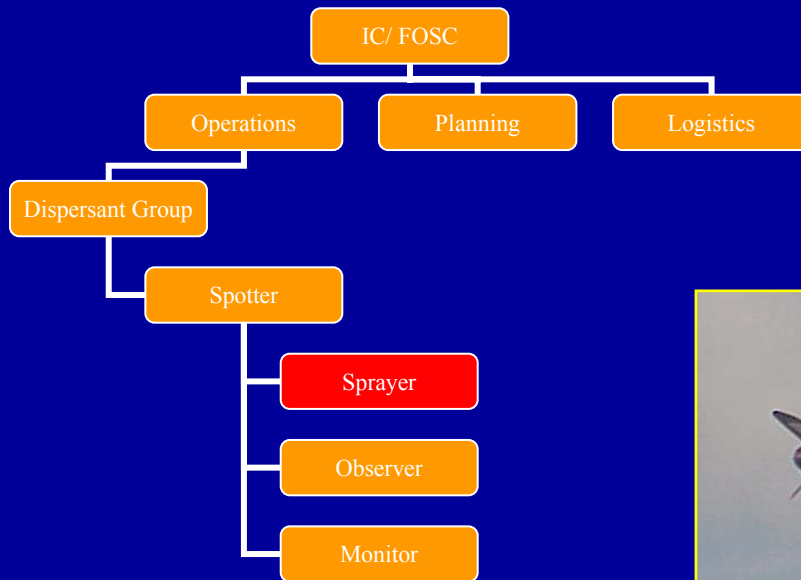 IC/ FOSC
Operations
Planning
Logistics
Dispersant Group
Spotter
Sprayer
Observer
Monitor